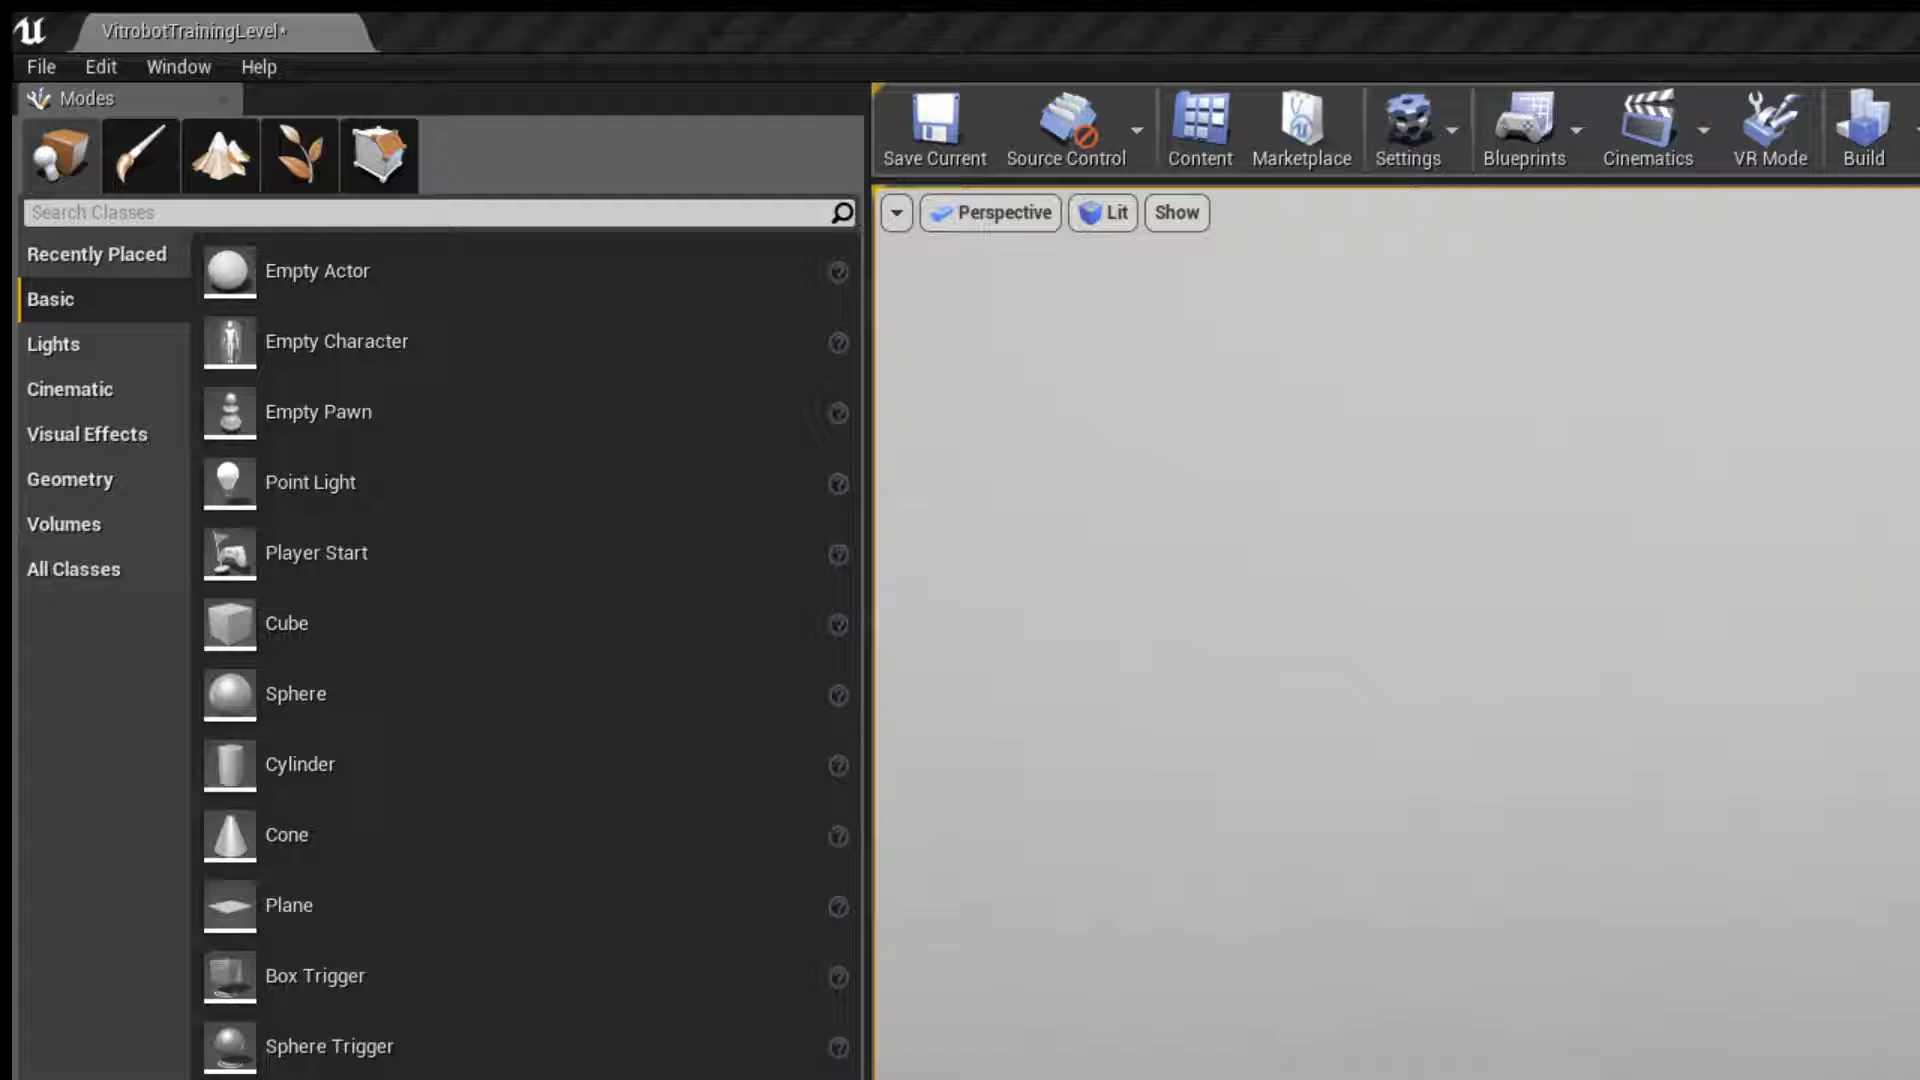 VitrobotTrainingLevel*
File Edit Window Help
Modes
Save Current Source Control Content Marketplace Settings Blueprints Cinematics VR Mode Build
Search Classes
Perspective Lit Show
Recently Placed
Basic
Lights
Cinematic
Visual Effects
Geometry
Volumes
All Classes
Empty Actor
Empty Character
Empty Pawn
Point Light
Player Start
Cube
Sphere
Cylinder
Cone
Plane
Box Trigger
Sphere Trigger